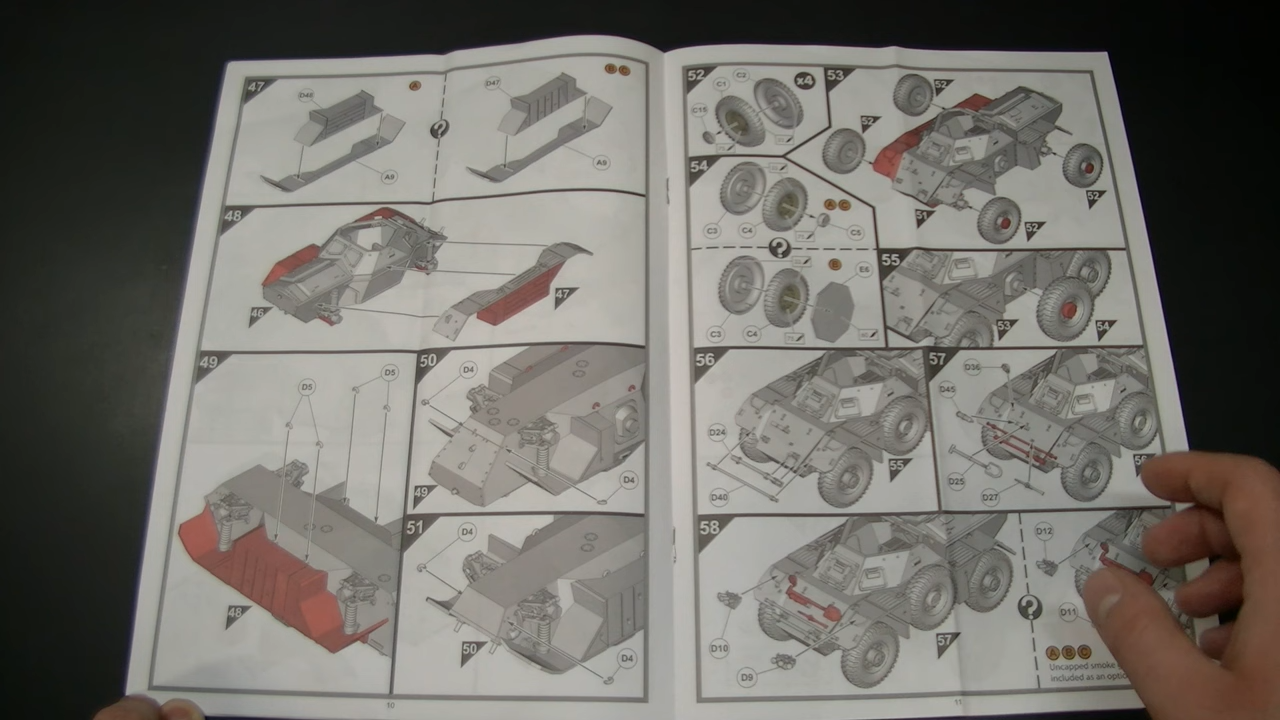 47
D48
A
A9
D47
B C
A9
?
48
46
47
49
D5
D5
48
50
D4
D4
49
51
D4
D4
50
10
52
C1
C2
C15
x4
53
52
52
52
52
51
54
C3
C4
C5
A C
?
C3
C4
E6
B
55
53
54
56
D24
D40
55
57
D36
D45
D25
D27
56
58
D10
D9
57
?
D12
D11
A B C
Uncapped smoke
included as an
11